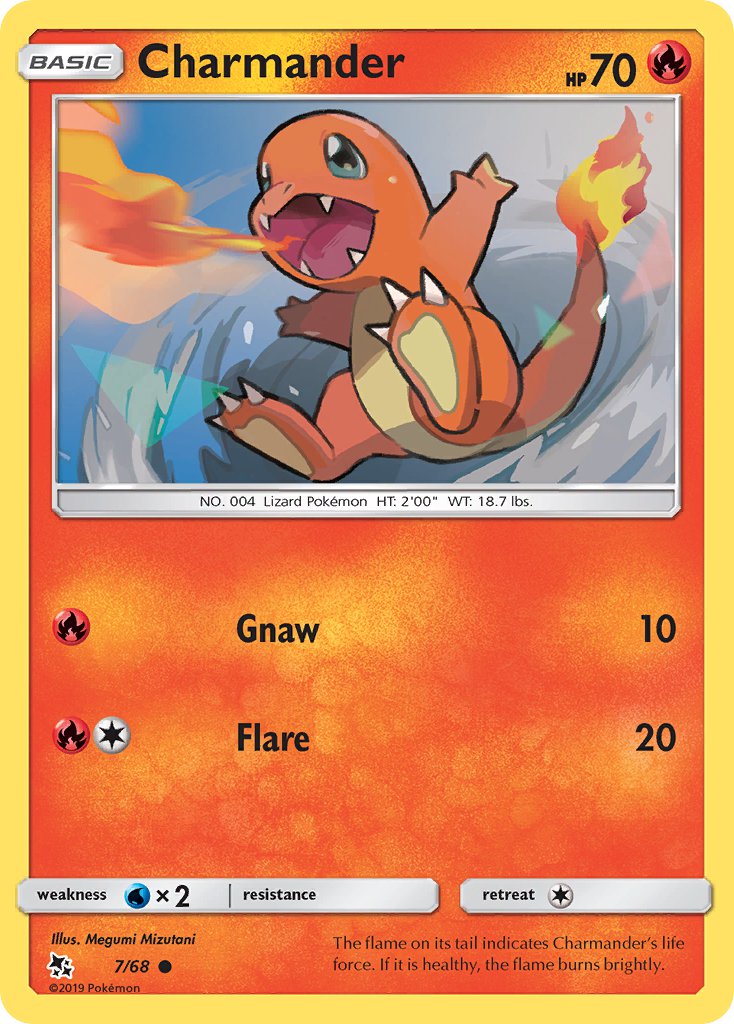 BASIC Charmander HP70
NO. 004 Lizard Pokémon HT: 2'00" WT: 18.7 lbs.
Gnaw 10
Flare 20
weakness × 2 resistance retreat
Illus. Megumi Mizutani
The flame on its tail indicates Charmander's life
force. If it is healthy, the flame burns brightly.
7/68
©2019 Pokémon